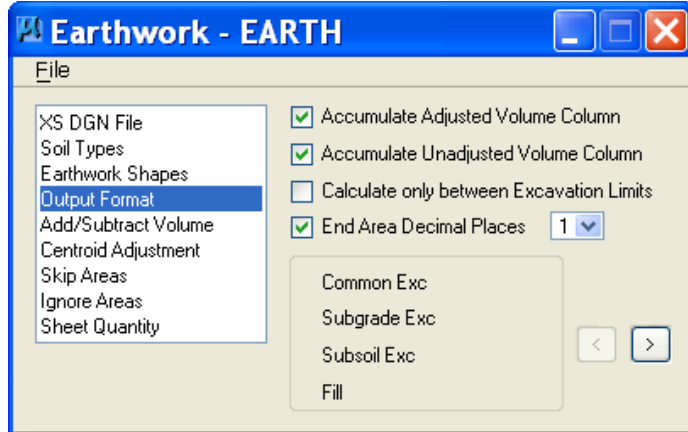 Earthwork - EARTH
File
XS DGN File
Soil Types
Earthwork Shapes
Output Format
Add/Subtract Volume
Centroid Adjustment
Skip Areas
Ignore Areas
Sheet Quantity
Accumulate Adjusted Volume Column
Accumulate Unadjusted Volume Column
Calculate only between Excavation Limits
End Area Decimal Places 1
Common Exc
Subgrade Exc
Subsoil Exc
Fill
< >